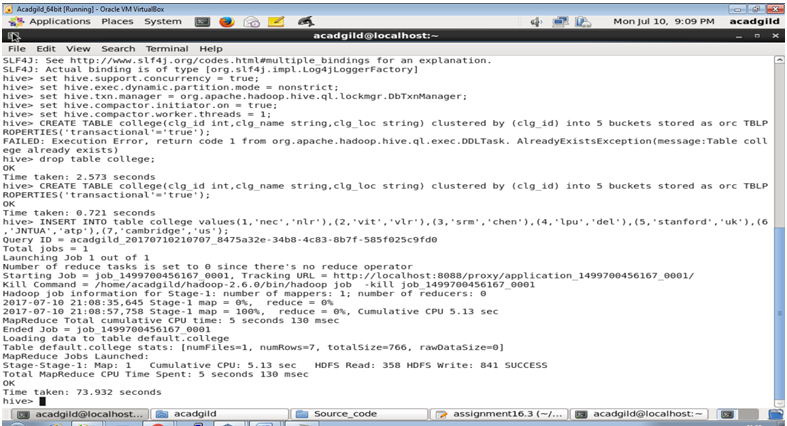 Acadgild_64bit [Running] - Oracle VM VirtualBox
Applications Places System
Mon Jul 10, 9:09 PM acadgild
acadgild@localhost:~
File Edit View Search Terminal Help
SLF4J: See http://www.slf4j.org/codes.html#multiple_bindings for an explanation.
SLF4J: Actual binding is of type [org.slf4j.impl.Log4jLoggerFactory]
hive> set hive.support.concurrency = true;
hive> set hive.exec.dynamic.partition.mode = nonstrict;
hive> set hive.txn.manager = org.apache.hadoop.hive.ql.lockmgr.DbTxnManager;
hive> set hive.compactor.initiator.on = true;
hive> set hive.compactor.worker.threads = 1;
hive> CREATE TABLE college(clg_id int,clg_name string,clg_loc string) clustered by (clg_id) into 5 buckets stored as orc TBLP
ROPERTIES('transactional'='true');
FAILED: Execution Error, return code 1 from org.apache.hadoop.hive.ql.exec.DDLTask. AlreadyExistsException(message:Table coll
ege already exists)
hive> drop table college;
OK
Time taken: 2.573 seconds
hive> CREATE TABLE college(clg_id int,clg_name string,clg_loc string) clustered by (clg_id) into 5 buckets stored as orc TBLP
ROPERTIES('transactional'='true');
OK
Time taken: 0.721 seconds
hive> INSERT INTO table college values(1,'nec','nlr'),(2,'vit','vlr'),(3,'srm','chen'),(4,'lpu','del'),(5,'stanford','uk'),(6
,'JNTUA','atp'),(7,'cambridge','us');
Query ID = acadgild_20170710210707_8475a32e-34b8-4c83-8b7f-585f025c9fd0
Total jobs = 1
Launching Job 1 out of 1
Number of reduce tasks is set to 0 since there's no reduce operator
Starting Job = job_1499700456167_0001, Tracking URL = http://localhost:8088/proxy/application_1499700456167_0001/
Kill Command = /home/acadgild/hadoop-2.6.0/bin/hadoop job  -kill job_1499700456167_0001
Hadoop job information for Stage-1: number of mappers: 1; number of reducers: 0
2017-07-10 21:08:35,645 Stage-1 map = 0%,  reduce = 0%
2017-07-10 21:08:57,758 Stage-1 map = 100%,  reduce = 0%, Cumulative CPU 5.13 sec
MapReduce Total cumulative CPU time: 5 seconds 130 msec
Ended Job = job_1499700456167_0001
Loading data to table default.college
Table default.college stats: [numFiles=1, numRows=7, totalSize=766, rawDataSize=0]
MapReduce Jobs Launched:
Stage-Stage-1: Map: 1   Cumulative CPU: 5.13 sec   HDFS Read: 358 HDFS Write: 841 SUCCESS
Total MapReduce CPU Time Spent: 5 seconds 130 msec
OK
Time taken: 73.932 seconds
hive>
acadgild@localhost... acadgild Source_code assignment16.3 (~/... acadgild@localhost:~